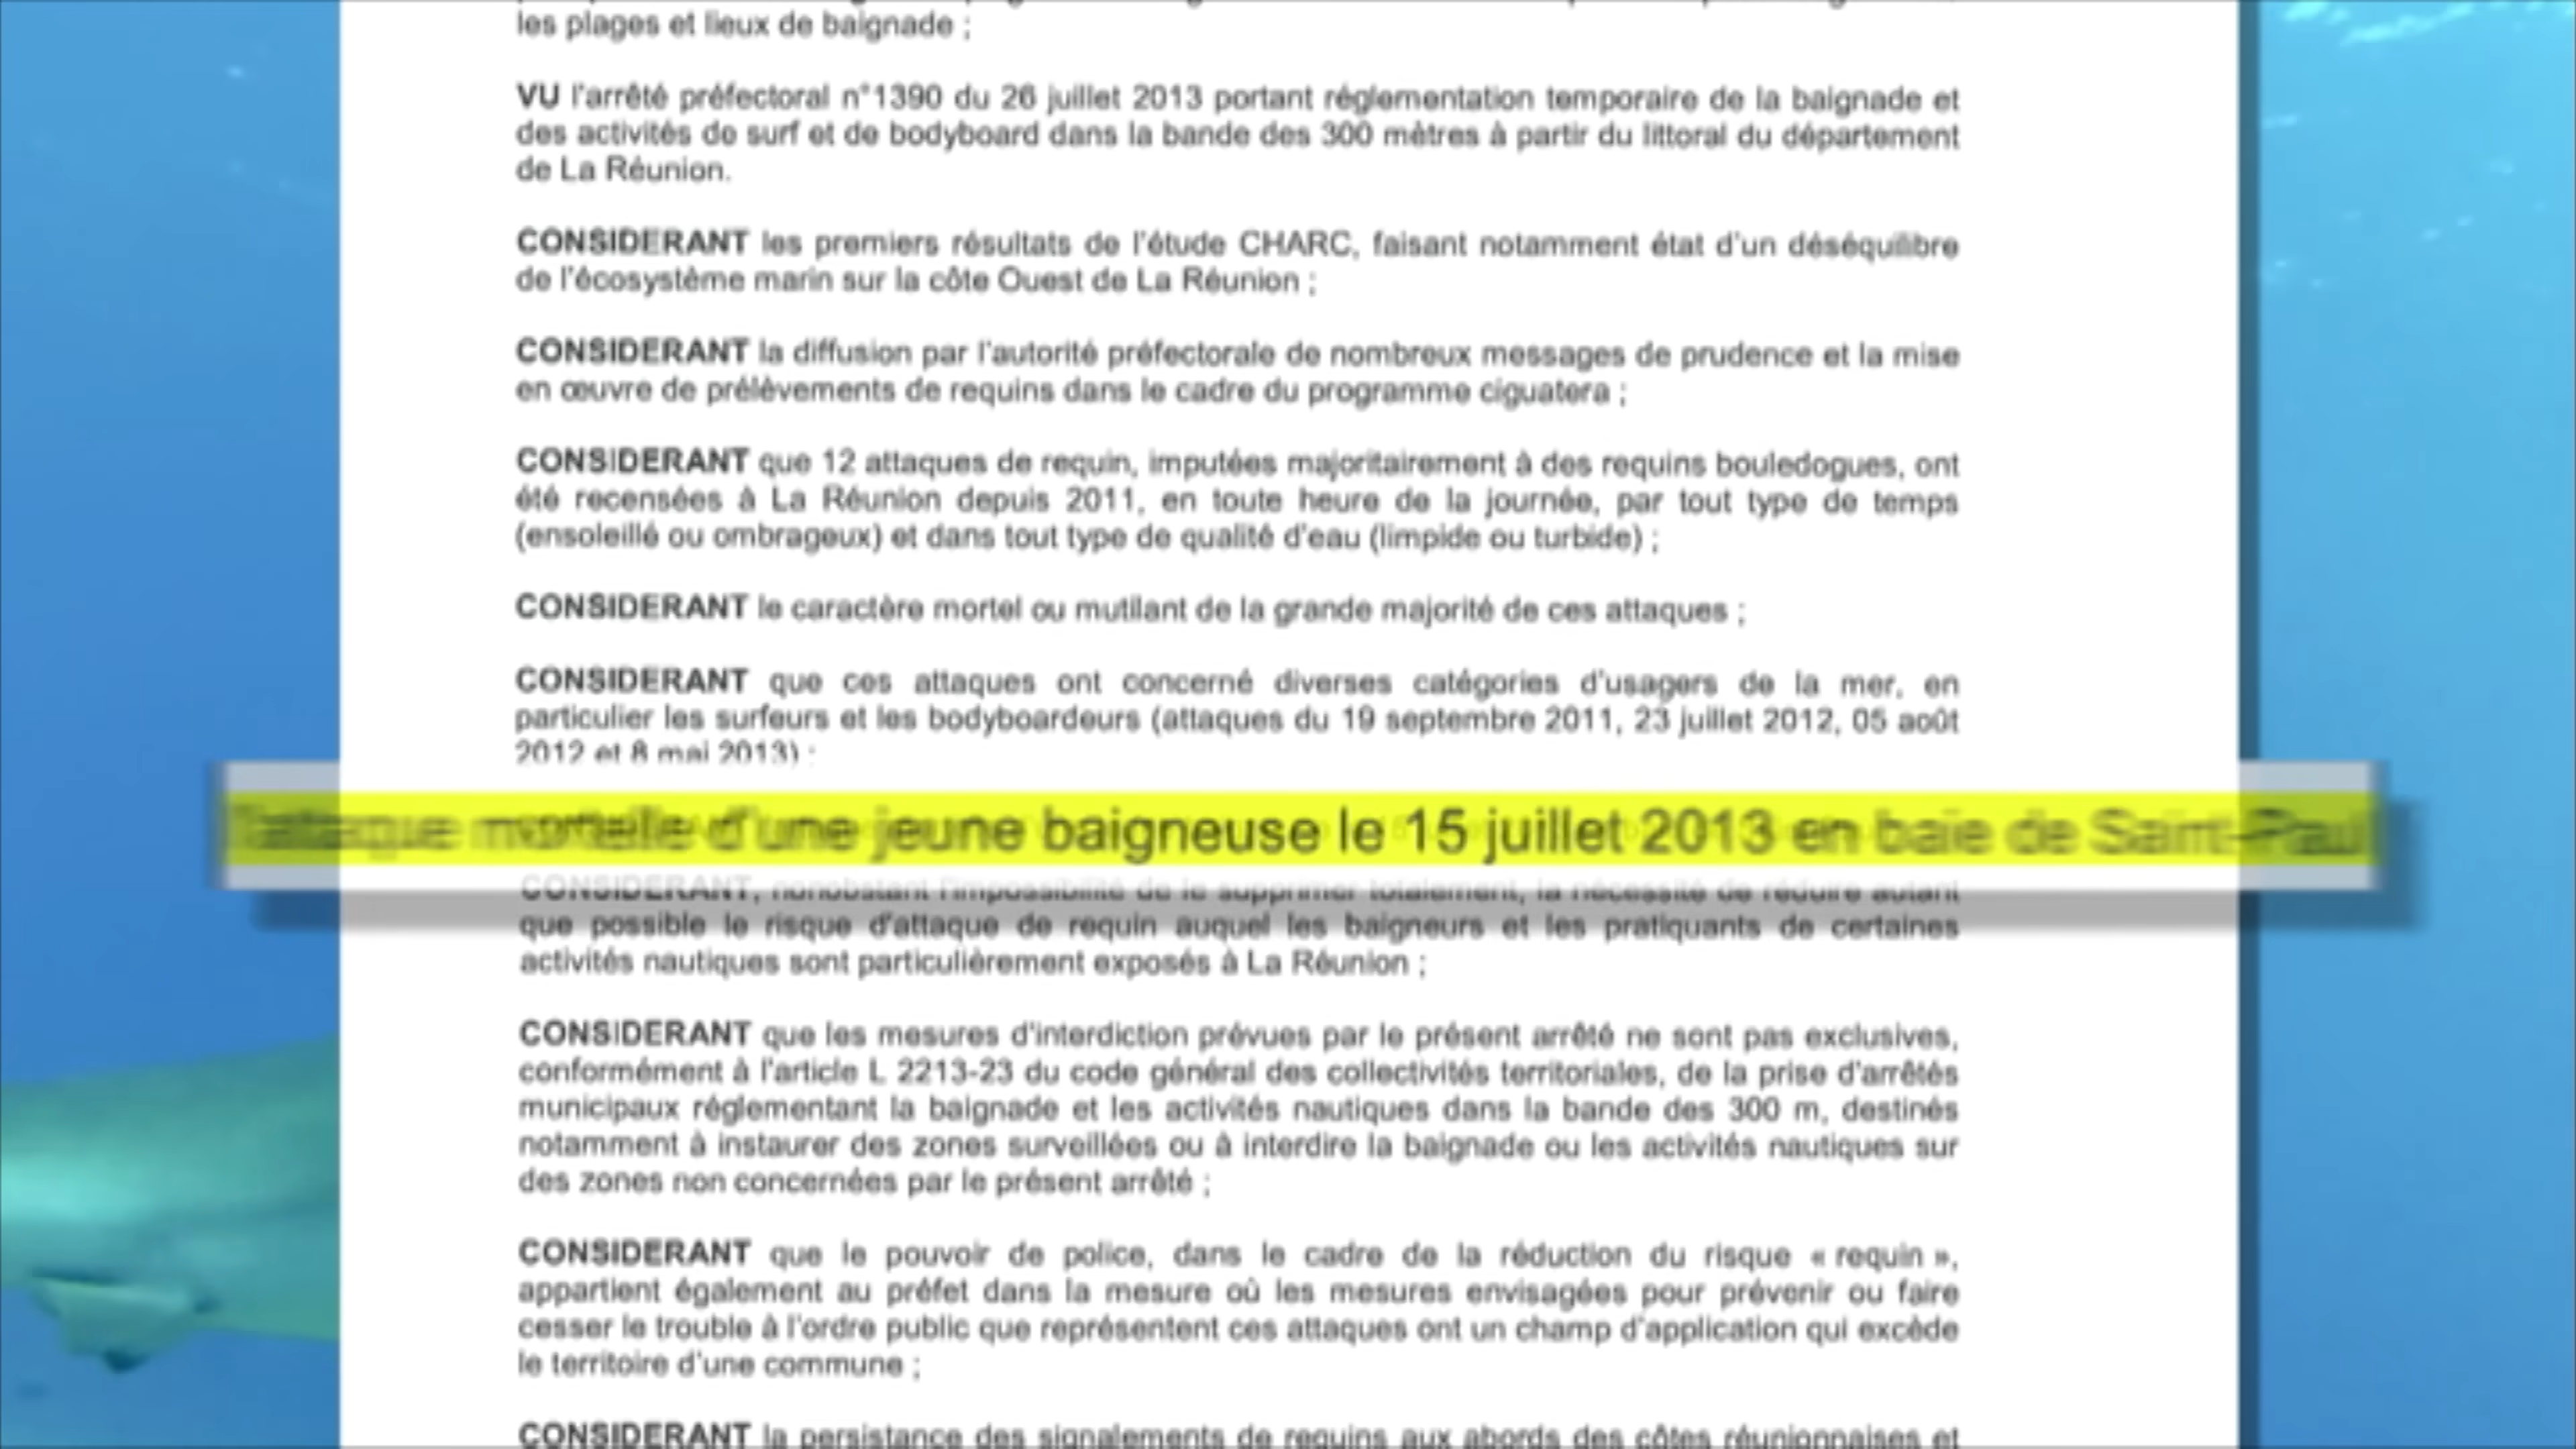 les plages et lieux de baignade ;
VU l'arrêté préfectoral n°1390 du 26 juillet 2013 portant réglementation temporaire de la baignade et
des activités de surf et de bodyboard dans la bande des 300 mètres à partir du littoral du département
de La Réunion.
CONSIDERANT les premiers résultats de l'étude CHARC, faisant notamment état d'un déséquilibre
de l'écosystème marin sur la côte Ouest de La Réunion ;
CONSIDERANT la diffusion par l'autorité préfectorale de nombreux messages de prudence et la mise
en œuvre de prélèvements de requins dans le cadre du programme ciguatera ;
CONSIDERANT que 12 attaques de requin, imputées majoritairement à des requins bouledogues, ont
été recensées à La Réunion depuis 2011, en toute heure de la journée, par tout type de temps
(ensoleillé ou ombrageux) et dans tout type de qualité d'eau (limpide ou turbide) ;
CONSIDERANT le caractère mortel ou mutilant de la grande majorité de ces attaques ;
CONSIDERANT que ces attaques ont concerné diverses catégories d'usagers de la mer, en
particulier les surfeurs et les bodyboardeurs (attaques du 19 septembre 2011, 23 juillet 2012, 05 août
2012 et 8 mai 2013) ;
l'attaque mortelle d'une jeune baigneuse le 15 juillet 2013 en baie de Saint-Paul
CONSIDERANT, nonobstant l'impossibilité de le supprimer totalement, la nécessité de réduire autant
que possible le risque d'attaque de requin auquel les baigneurs et les pratiquants de certaines
activités nautiques sont particulièrement exposés à La Réunion ;
CONSIDERANT que les mesures d'interdiction prévues par le présent arrêté ne sont pas exclusives,
conformément à l'article L 2213-23 du code général des collectivités territoriales, de la prise d'arrêtés
municipaux réglementant la baignade et les activités nautiques dans la bande des 300 m, destinés
notamment à instaurer des zones surveillées ou à interdire la baignade ou les activités nautiques sur
des zones non concernées par le présent arrêté ;
CONSIDERANT que le pouvoir de police, dans le cadre de la réduction du risque « requin »,
appartient également au préfet dans la mesure où les mesures envisagées pour prévenir ou faire
cesser le trouble à l'ordre public que représentent ces attaques ont un champ d'application qui excède
le territoire d'une commune ;
CONSIDERANT la persistance des signalements de requins aux abords des côtes réunionnaises et